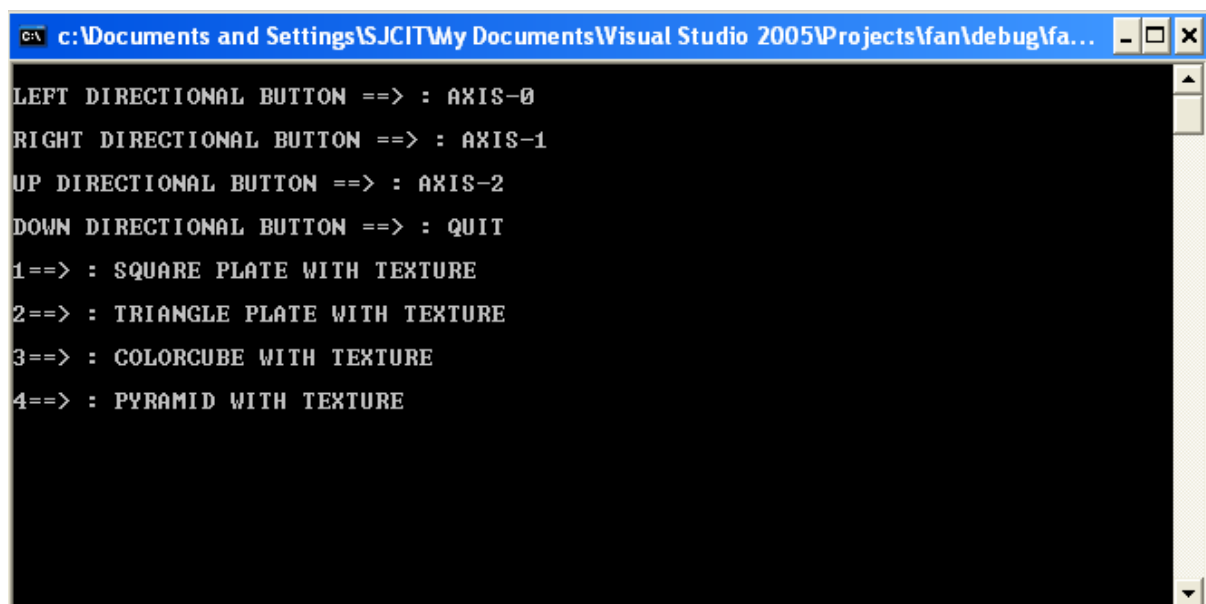 c:\Documents and Settings\SJCIT\My Documents\Visual Studio 2005\Projects\fan\debug\fa...
LEFT DIRECTIONAL BUTTON ==> : AXIS-0
RIGHT DIRECTIONAL BUTTON ==> : AXIS-1
UP DIRECTIONAL BUTTON ==> : AXIS-2
DOWN DIRECTIONAL BUTTON ==> : QUIT
1==> : SQUARE PLATE WITH TEXTURE
2==> : TRIANGLE PLATE WITH TEXTURE
3==> : COLORCUBE WITH TEXTURE
4==> : PYRAMID WITH TEXTURE